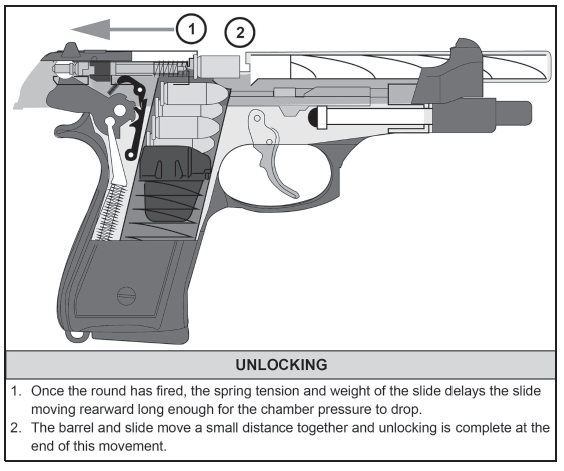 1
2
UNLOCKING
1. Once the round has fired, the spring tension and weight of the slide delays the slide
moving rearward long enough for the chamber pressure to drop.
2. The barrel and slide move a small distance together and unlocking is complete at the
end of this movement.